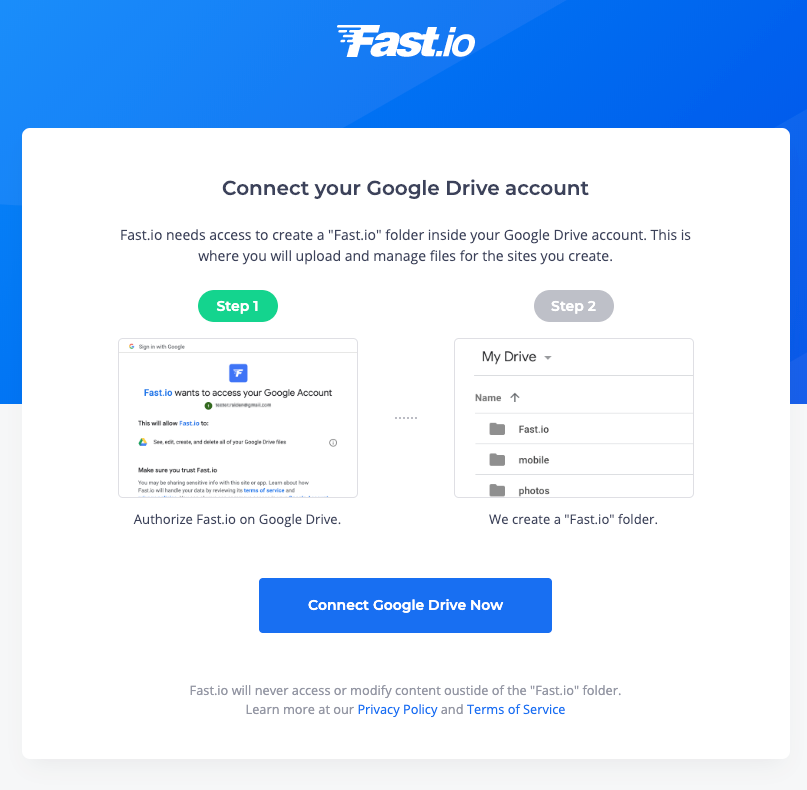 Fast.io
Connect your Google Drive account
Fast.io needs access to create a "Fast.io" folder inside your Google Drive account. This is
where you will upload and manage files for the sites you create.
Step 1
Step 2
Sign in with Google
Fast.io wants to access your Google Account
This will allow Fast.io to:
See, edit, create, and delete all of your Google Drive files
Make sure you trust Fast.io
You may be sharing sensitive info with this site or app. Learn about how
Fast.io will handle your data by reviewing its terms of service and
My Drive
Name
Fast.io
mobile
photos
Authorize Fast.io on Google Drive.
We create a "Fast.io" folder.
Connect Google Drive Now
Fast.io will never access or modify content oustide of the "Fast.io" folder.
Learn more at our Privacy Policy and Terms of Service